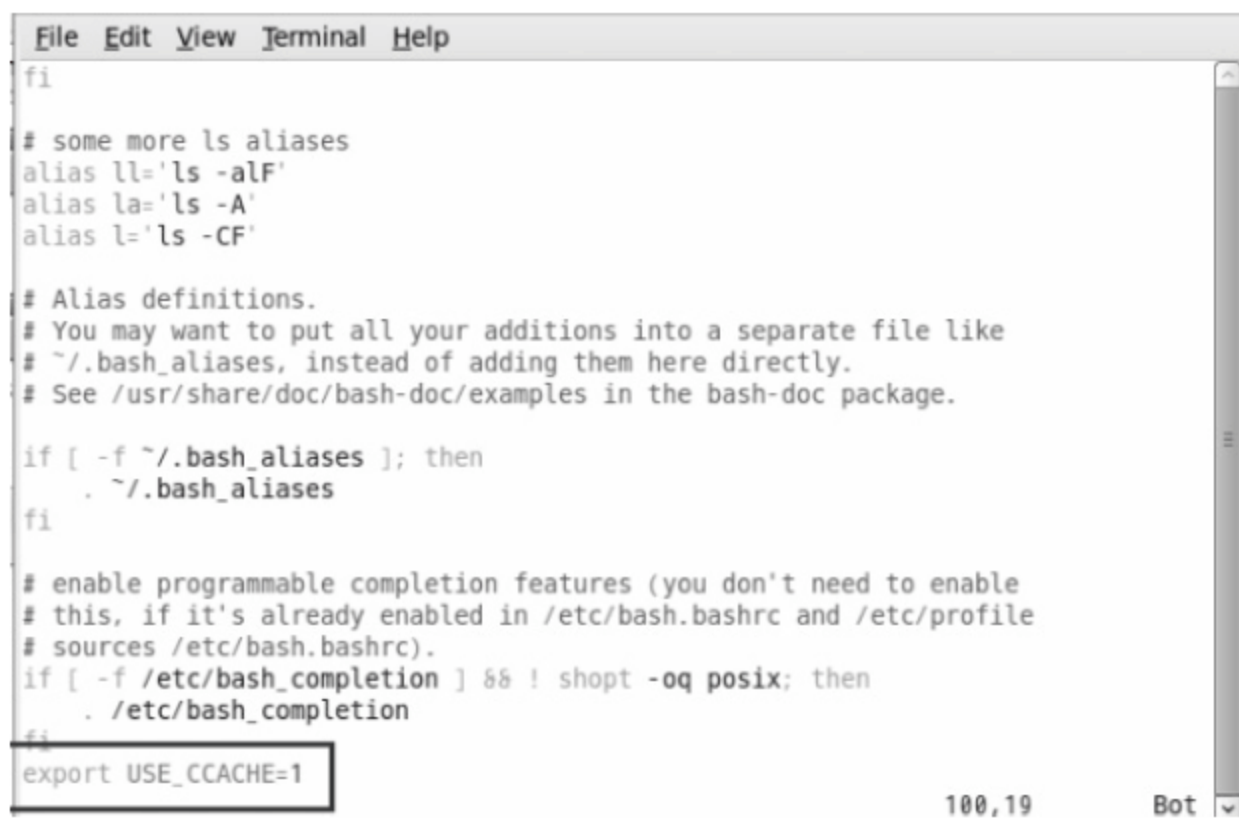 File Edit View Terminal Help
fi
# some more ls aliases
alias ll='ls -alF'
alias la='ls -A'
alias l='ls -CF'
# Alias definitions.
# You may want to put all your additions into a separate file like
# ~/.bash_aliases, instead of adding them here directly.
# See /usr/share/doc/bash-doc/examples in the bash-doc package.
if [ -f ~/.bash_aliases ]; then
    . ~/.bash_aliases
fi
# enable programmable completion features (you don't need to enable
# this, if it's already enabled in /etc/bash.bashrc and /etc/profile
# sources /etc/bash.bashrc).
if [ -f /etc/bash_completion ] && ! shopt -oq posix; then
    . /etc/bash_completion
fi
export USE_CCACHE=1
100,19 Bot